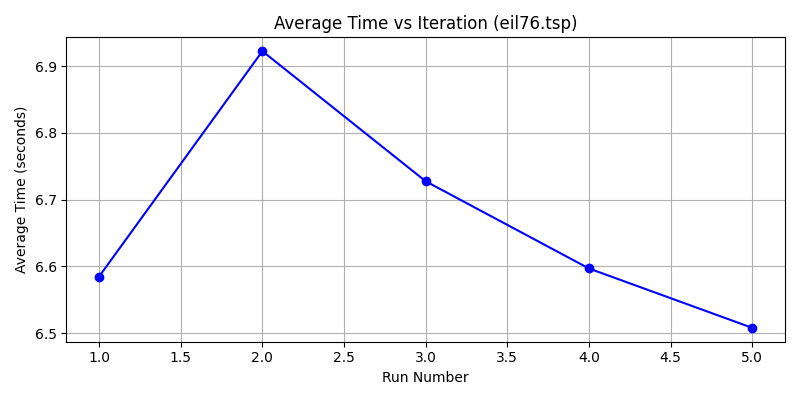 Average Time vs Iteration (eil76.tsp)
Average Time (seconds)
6.9
6.8
6.7
6.6
6.5
1.0 1.5 2.0 2.5 3.0 3.5 4.0 4.5 5.0
Run Number